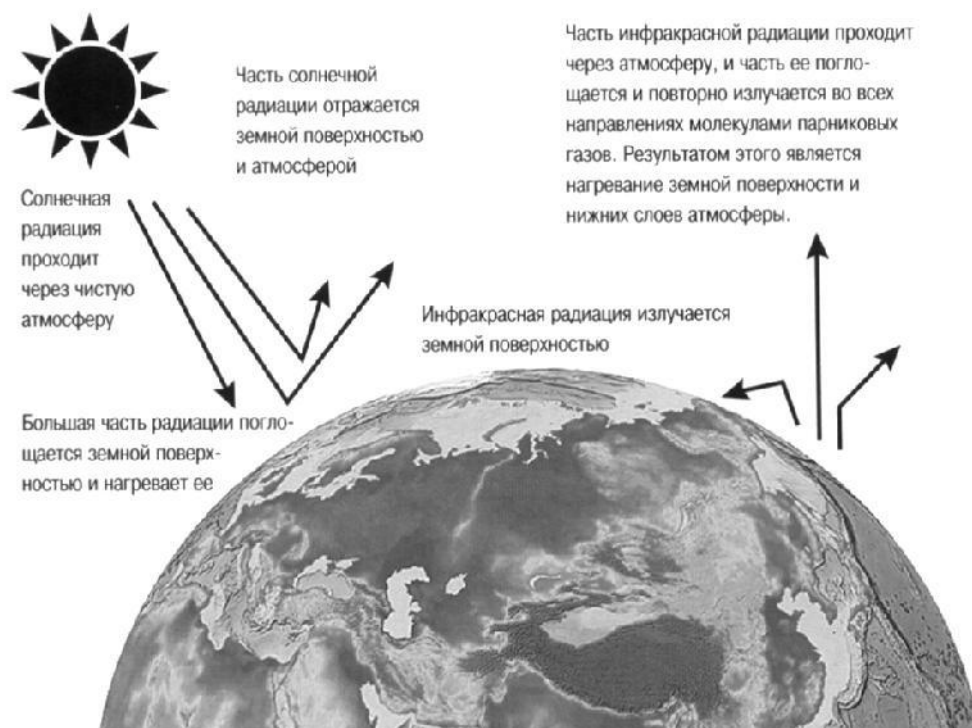 Солнечная
радиация
проходит
через чистую
атмосферу
Часть солнечной
радиации отражается
земной поверхностью
и атмосферой
Часть инфракрасной радиации проходит
через атмосферу, и часть ее погло-
щается и повторно излучается во всех
направлениях молекулами парниковых
газов. Результатом этого является
нагревание земной поверхности и
нижних слоев атмосферы.
Инфракрасная радиация излучается
земной поверхностью
Большая часть радиации погло-
щается земной поверх-
ностью и нагревает ее